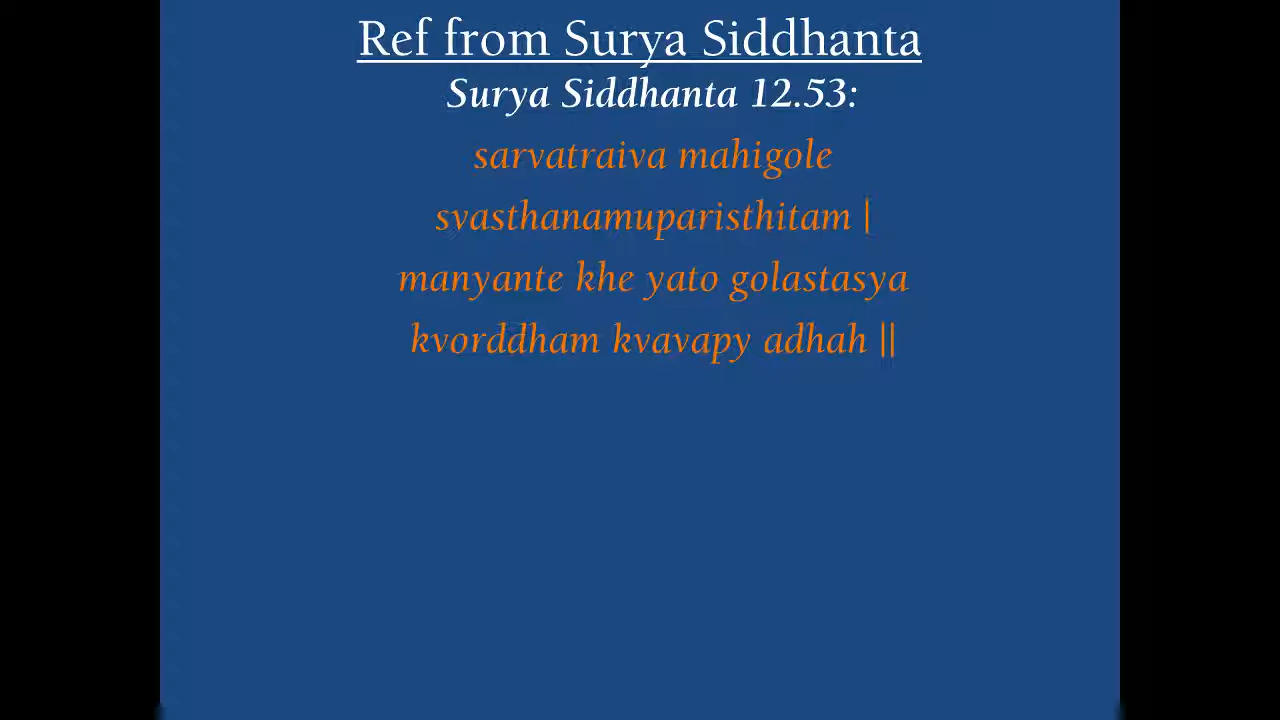 Ref from Surya Siddhanta
Surya Siddhanta 12.53:
sarvatraiva mahigole
svasthanamuparisthitam |
manyante khe yato golastasya
kvorddham kvavapy adhah ||